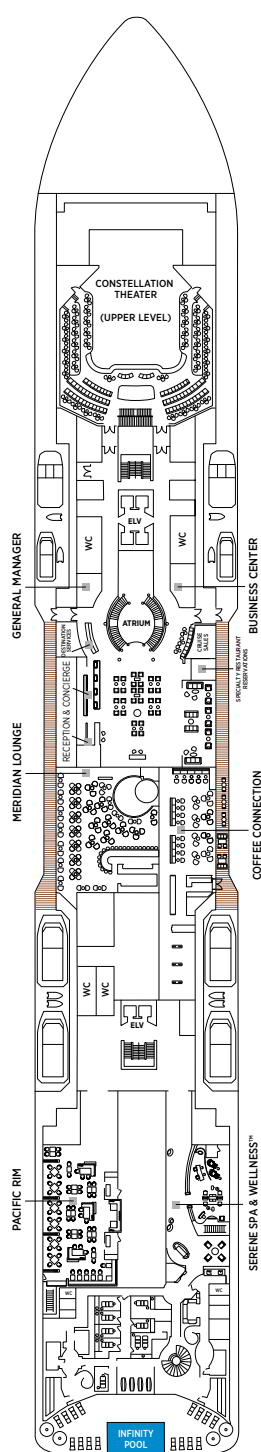 CONSTELLATION
THEATER
(UPPER LEVEL)
ELV
WC
WC
GENERAL MANAGER
BUSINESS CENTER
ATRIUM
DESTINATION
SERVICES
CRUISE
SALES
SPECIALTY RESTAURANT
RESERVATIONS
RECEPTION & CONCIERGE
MERIDIAN LOUNGE
COFFEE CONNECTION
WC
WC
ELV
PACIFIC RIM
SERENE SPA & WELLNESS™
WC
WC
INFINITY
POOL